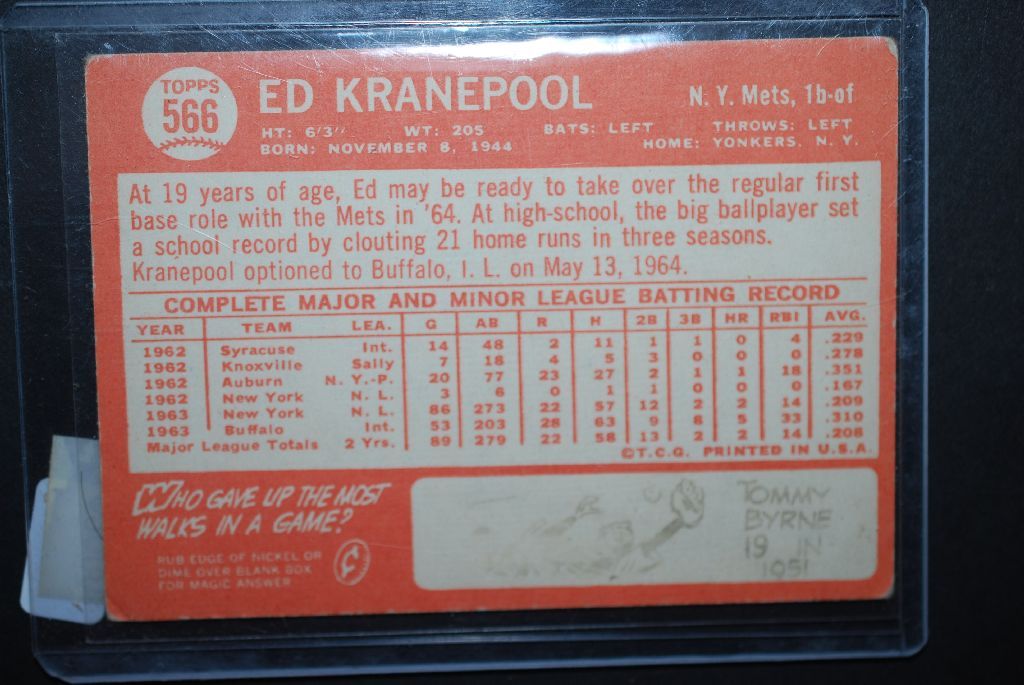 TOPPS
566
ED KRANEPOOL
N. Y. Mets, 1b-of
HT: 6'3" WT: 205 BATS: LEFT THROWS: LEFT
BORN: NOVEMBER 8, 1944 HOME: YONKERS, N. Y.
At 19 years of age, Ed may be ready to take over the regular first
base role with the Mets in '64. At high-school, the big ballplayer set
a school record by clouting 21 home runs in three seasons.
Kranepool optioned to Buffalo, I. L. on May 13, 1964.
COMPLETE MAJOR AND MINOR LEAGUE BATTING RECORD
YEAR TEAM LEA. G AB R H 2B 3B HR RBI AVG.
1962 Syracuse Int. 14 48 2 11 1 1 0 4 .229
1962 Knoxville Sally 7 18 4 5 3 0 0 0 .278
1962 Auburn N. Y.-P. 20 77 23 27 2 1 1 18 .351
1962 New York N. L. 3 6 0 1 1 0 0 0 .167
1963 New York N. L. 86 273 22 57 12 2 2 14 .209
1963 Buffalo Int. 53 203 28 63 9 8 5 33 .310
Major League Totals 2 Yrs. 89 279 22 58 13 2 2 14 .208
©T.C.G. PRINTED IN U.S.A.
WHO GAVE UP THE MOST
WALKS IN A GAME?
RUB EDGE OF NICKEL OR
DIME OVER BLANK BOX
FOR MAGIC ANSWER
TOMMY
BYRNE
19 IN
1951